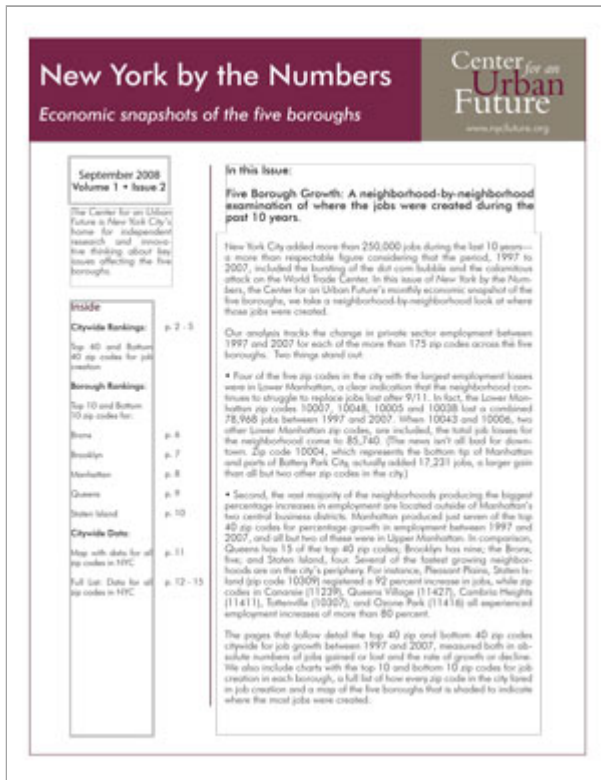 New York by the Numbers
Economic snapshots of the five boroughs
Center for an
Urban
Future
www.nycfuture.org
September 2008
Volume 1 • Issue 2
The Center for an Urban
Future is New York City's
home for independent
research and innova-
tive thinking about key
issues affecting the five
boroughs.
Inside
Citywide Rankings: p. 2 - 5
Top 40 and Bottom
40 zip codes for job
creation
Borough Rankings:
Top 10 and Bottom
10 zip codes for:
Bronx p. 6
Brooklyn p. 7
Manhattan p. 8
Queens p. 9
Staten Island p. 10
Citywide Data:
Map with data for all p. 11
zip codes in NYC
Full List: Data for all p. 12 - 15
zip codes in NYC
In this Issue:
Five Borough Growth: A neighborhood-by-neighborhood
examination of where the jobs were created during the
past 10 years.
New York City added more than 250,000 jobs during the last 10 years—
a more than respectable figure considering that the period, 1997 to
2007, included the bursting of the dot com bubble and the calamitous
attack on the World Trade Center. In this issue of New York by the Num-
bers, the Center for an Urban Future's monthly economic snapshot of the
five boroughs, we take a neighborhood-by-neighborhood look at where
those jobs were created.
Our analysis tracks the change in private sector employment between
1997 and 2007 for each of the more than 175 zip codes across the five
boroughs. Two things stand out:
• Four of the five zip codes in the city with the largest employment losses
were in Lower Manhattan, a clear indication that the neighborhood con-
tinues to struggle to replace jobs lost after 9/11. In fact, the Lower Man-
hattan zip codes 10007, 10048, 10005 and 10038 lost a combined
78,968 jobs between 1997 and 2007. When 10043 and 10006, two
other Lower Manhattan zip codes, are included, the total job losses for
the neighborhood come to 85,740. (The news isn't all bad for down-
town. Zip code 10004, which represents the bottom tip of Manhattan
and parts of Battery Park City, actually added 17,231 jobs, a larger gain
than all but two other zip codes in the city.)
• Second, the vast majority of the neighborhoods producing the biggest
percentage increases in employment are located outside of Manhattan's
two central business districts. Manhattan produced just seven of the top
40 zip codes for percentage growth in employment between 1997 and
2007, and all but two of these were in Upper Manhattan. In comparison,
Queens has 15 of the top 40 zip codes; Brooklyn has nine; the Bronx,
five; and Staten Island, four. Several of the fastest growing neighbor-
hoods are on the city's periphery. For instance, Pleasant Plains, Staten Is-
land (zip code 10309) registered a 92 percent increase in jobs, while zip
codes in Canarsie (11239), Queens Village (11427), Cambria Heights
(11411), Tottenville (10307), and Ozone Park (11416) all experienced
employment increases of more than 80 percent.
The pages that follow detail the top 40 zip and bottom 40 zip codes
citywide for job growth between 1997 and 2007, measured both in ab-
solute numbers of jobs gained or lost and the rate of growth or decline.
We also include charts with the top 10 and bottom 10 zip codes for job
creation in each borough, a full list of how every zip code in the city fared
in job creation and a map of the five boroughs that is shaded to indicate
where the most jobs were created.